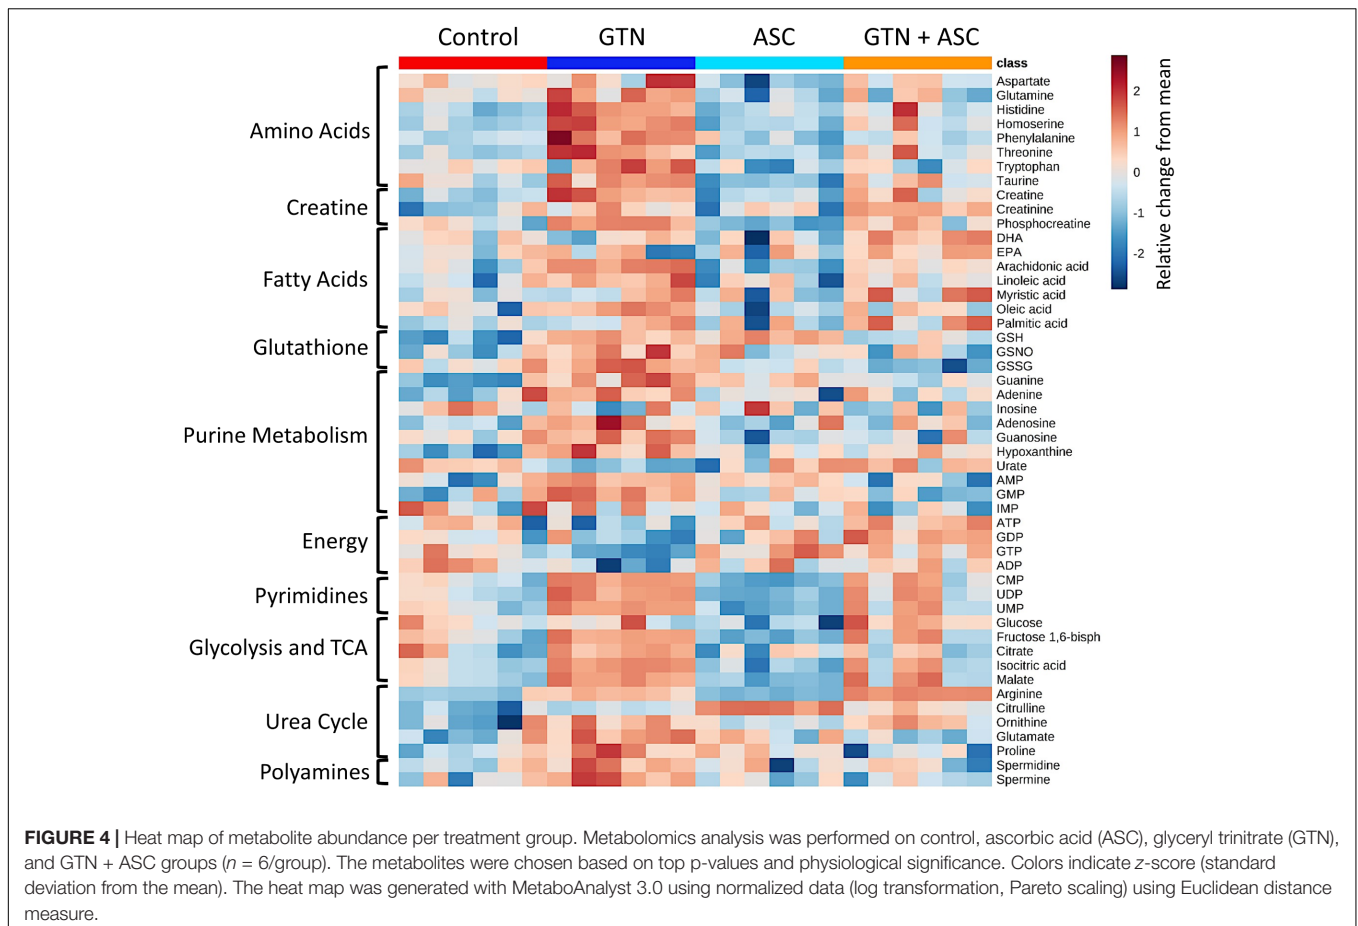 Control GTN ASC GTN + ASC
class
Amino Acids
Creatine
Fatty Acids
Glutathione
Purine Metabolism
Energy
Pyrimidines
Glycolysis and TCA
Urea Cycle
Polyamines
Aspartate
Glutamine
Histidine
Homoserine
Phenylalanine
Threonine
Tryptophan
Taurine
Creatine
Creatinine
Phosphocreatine
DHA
EPA
Arachidonic acid
Linoleic acid
Myristic acid
Oleic acid
Palmitic acid
GSH
GSNO
GSSG
Guanine
Adenine
Inosine
Adenosine
Guanosine
Hypoxanthine
Urate
AMP
GMP
IMP
ATP
GDP
GTP
ADP
CMP
UDP
UMP
Glucose
Fructose 1,6-bisph
Citrate
Isocitric acid
Malate
Arginine
Citrulline
Ornithine
Glutamate
Proline
Spermidine
Spermine
2
1
0
-1
-2
Relative change from mean
FIGURE 4 | Heat map of metabolite abundance per treatment group. Metabolomics analysis was performed on control, ascorbic acid (ASC), glyceryl trinitrate (GTN),
and GTN + ASC groups (n = 6/group). The metabolites were chosen based on top p-values and physiological significance. Colors indicate z-score (standard
deviation from the mean). The heat map was generated with MetaboAnalyst 3.0 using normalized data (log transformation, Pareto scaling) using Euclidean distance
measure.